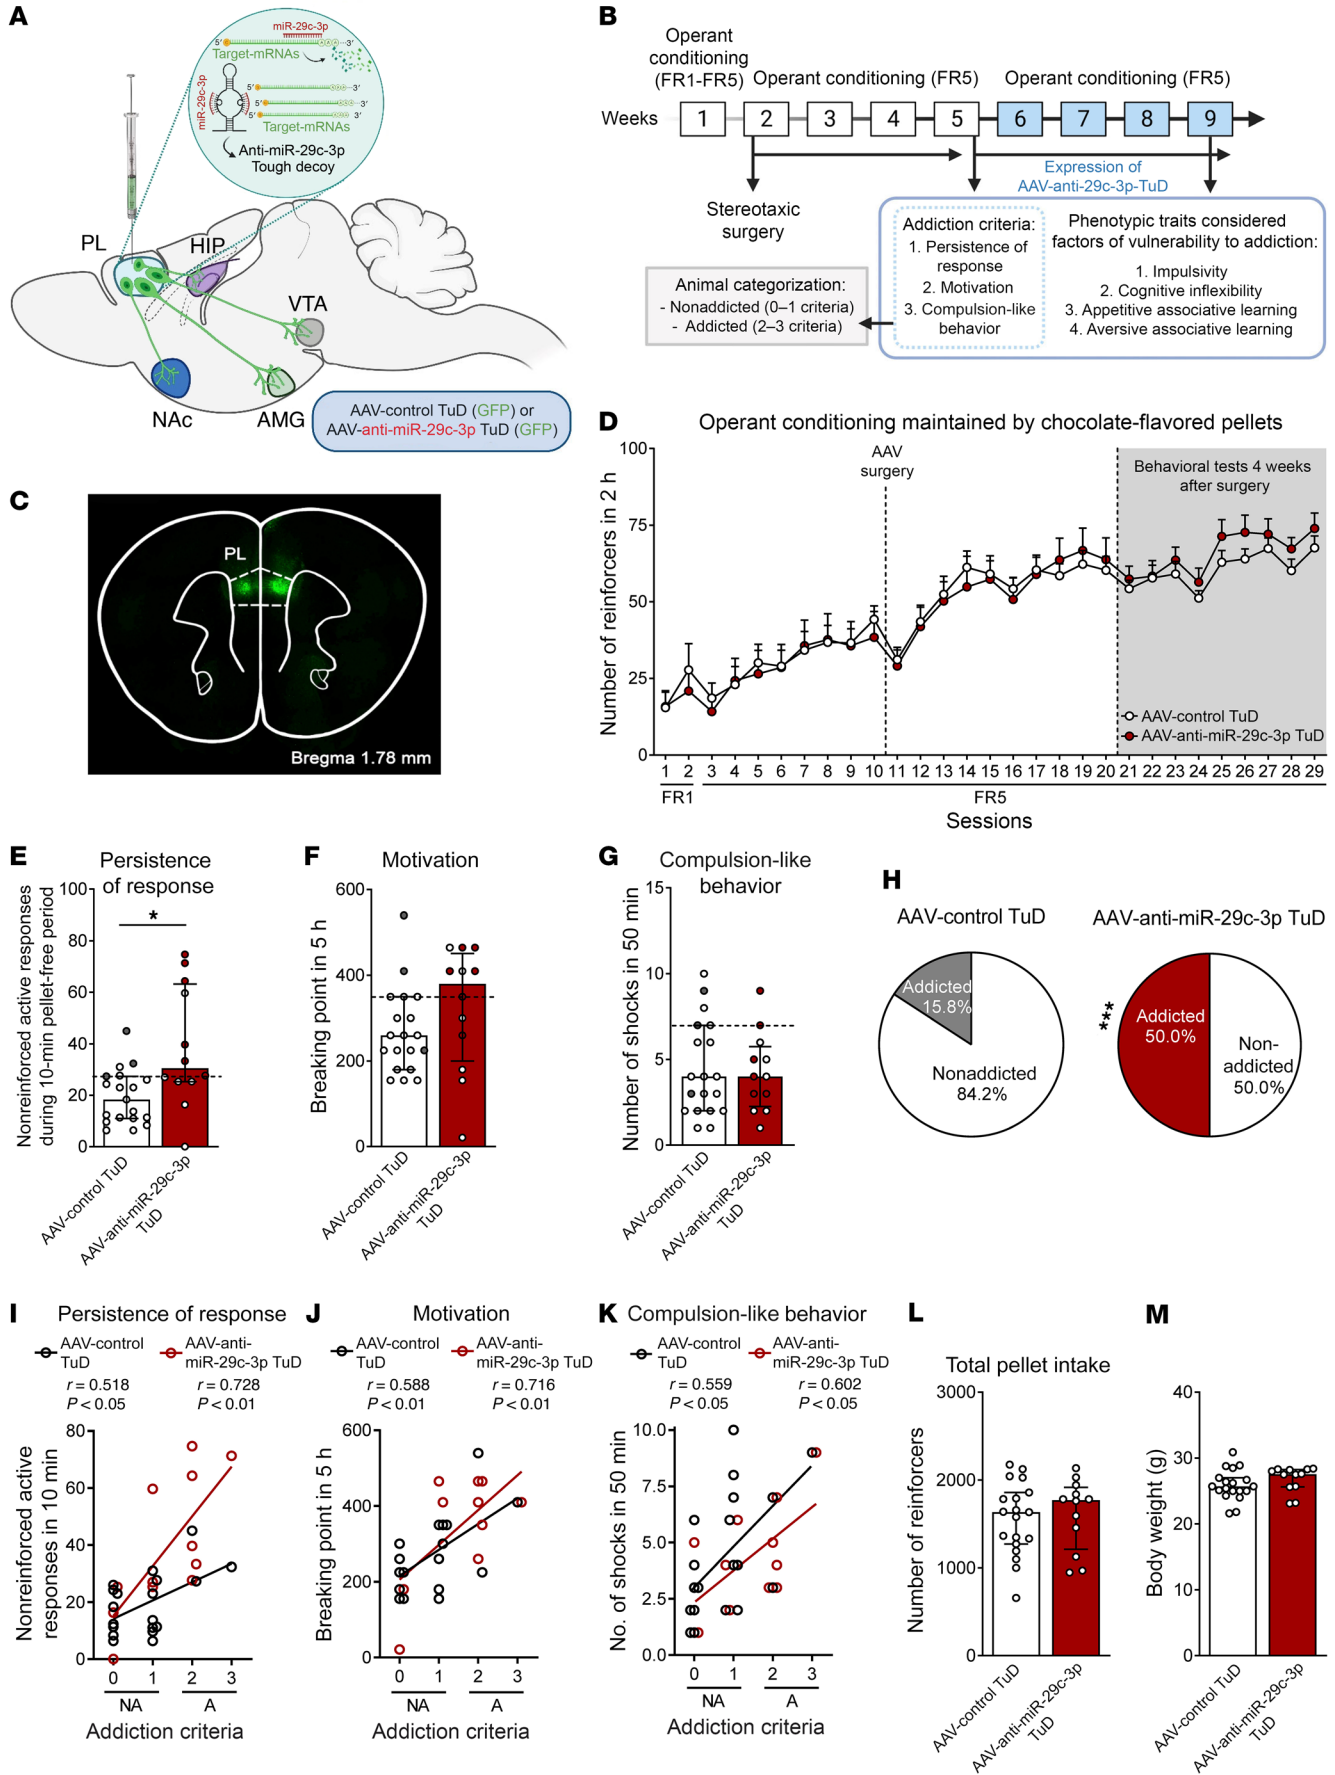 A
miR-29c-3p
5′
3′
Target-mRNAs
miR-29c-3p
5′
3′
5′
3′
5′
3′
Target-mRNAs
Anti-miR-29c-3p
Tough decoy
PL
HIP
VTA
NAc
AMG
AAV-control TuD (GFP) or
AAV-anti-miR-29c-3p TuD (GFP)
B
Operant
conditioning
(FR1-FR5)
Operant conditioning (FR5)
Operant conditioning (FR5)
Weeks
1 2 3 4 5 6 7 8 9
Expression of
AAV-anti-29c-3p-TuD
Stereotaxic
surgery
Addiction criteria:
1. Persistence of
response
2. Motivation
3. Compulsion-like
behavior
Phenotypic traits considered
factors of vulnerability to addiction:
1. Impulsivity
2. Cognitive inflexibility
3. Appetitive associative learning
4. Aversive associative learning
Animal categorization:
- Nonaddicted (0–1 criteria)
- Addicted (2–3 criteria)
C
PL
Bregma 1.78 mm
D
Operant conditioning maintained by chocolate-flavored pellets
Number of reinforcers in 2 h
100
75
50
25
0
AAV
surgery
Behavioral tests 4 weeks
after surgery
AAV-control TuD
AAV-anti-miR-29c-3p TuD
1 2 3 4 5 6 7 8 9 10 11 12 13 14 15 16 17 18 19 20 21 22 23 24 25 26 27 28 29
FR1
FR5
Sessions
E
Persistence
of response
Nonreinforced active responses
during 10-min pellet-free period
100
80
60
40
20
0
*
AAV-control TuD
AAV-anti-miR-29c-3p
TuD
F
Motivation
Breaking point in 5 h
600
400
200
0
AAV-control TuD
AAV-anti-miR-29c-3p
TuD
G
Compulsion-like
behavior
Number of shocks in 50 min
15
10
5
0
AAV-control TuD
AAV-anti-miR-29c-3p
TuD
H
AAV-control TuD
Addicted
15.8%
Nonaddicted
84.2%
AAV-anti-miR-29c-3p TuD
***
Addicted
50.0%
Non-
addicted
50.0%
I
Persistence of response
AAV-control
TuD
AAV-anti-
miR-29c-3p TuD
r = 0.518
P < 0.05
r = 0.728
P < 0.01
Nonreinforced active
responses in 10 min
80
60
40
20
0
0 1 2 3
NA
A
Addiction criteria
J
Motivation
AAV-control
TuD
AAV-anti-
miR-29c-3p TuD
r = 0.588
P < 0.01
r = 0.716
P < 0.01
Breaking point in 5 h
600
400
200
0
0 1 2 3
NA
A
Addiction criteria
K
Compulsion-like behavior
AAV-control
TuD
AAV-anti-
miR-29c-3p TuD
r = 0.559
P < 0.05
r = 0.602
P < 0.05
No. of shocks in 50 min
10.0
7.5
5.0
2.5
0.0
0 1 2 3
NA
A
Addiction criteria
L
Total pellet intake
Number of reinforcers
3000
2000
1000
0
AAV-control TuD
AAV-anti-miR-29c-3p
TuD
M
Body weight (g)
40
30
20
10
0
AAV-control TuD
AAV-anti-miR-29c-3p
TuD